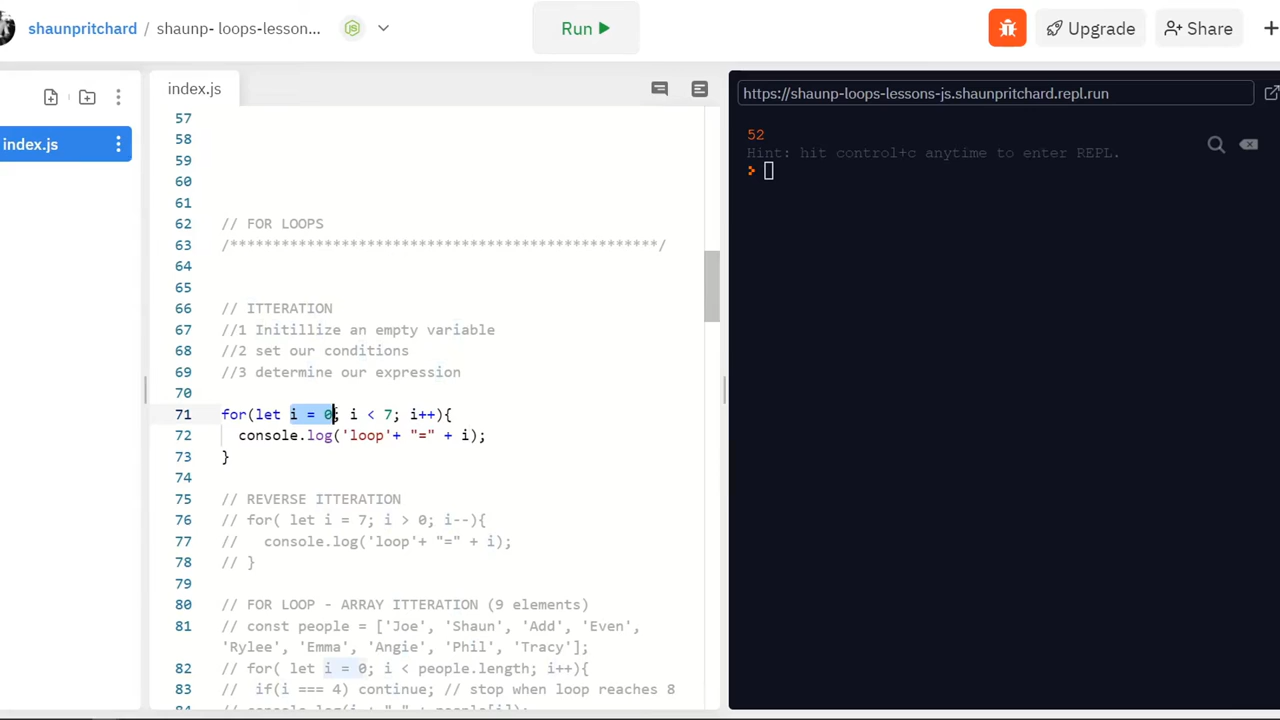 shaunpritchard / shaunp- loops-lesson...
Run
Upgrade
Share
index.js
index.js
57
58
59
60
61
62 // FOR LOOPS
63 /**************************************************/
64
65
66 // ITTERATION
67 //1 Initillize an empty variable
68 //2 set our conditions
69 //3 determine our expression
70
71 for(let i = 0; i < 7; i++){
72 console.log('loop'+ "=" + i);
73 }
74
75 // REVERSE ITTERATION
76 // for( let i = 7; i > 0; i--){
77 // console.log('loop'+ "=" + i);
78 // }
79
80 // FOR LOOP - ARRAY ITTERATION (9 elements)
81 // const people = ['Joe', 'Shaun', 'Add', 'Even',
'Rylee', 'Emma', 'Angie', 'Phil', 'Tracy'];
82 // for( let i = 0; i < people.length; i++){
83 // if(i === 4) continue; // stop when loop reaches 8
https://shaunp-loops-lessons-js.shaunpritchard.repl.run
52
Hint: hit control+c anytime to enter REPL.
>